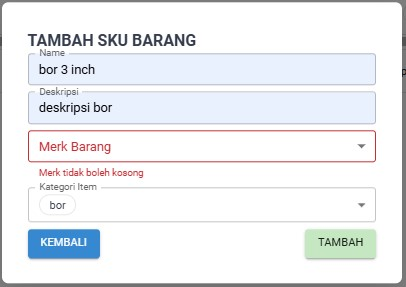 TAMBAH SKU BARANG
Name
bor 3 inch
Deskripsi
deskripsi bor
Merk Barang
Merk tidak boleh kosong
Kategori Item
bor
KEMBALI
TAMBAH